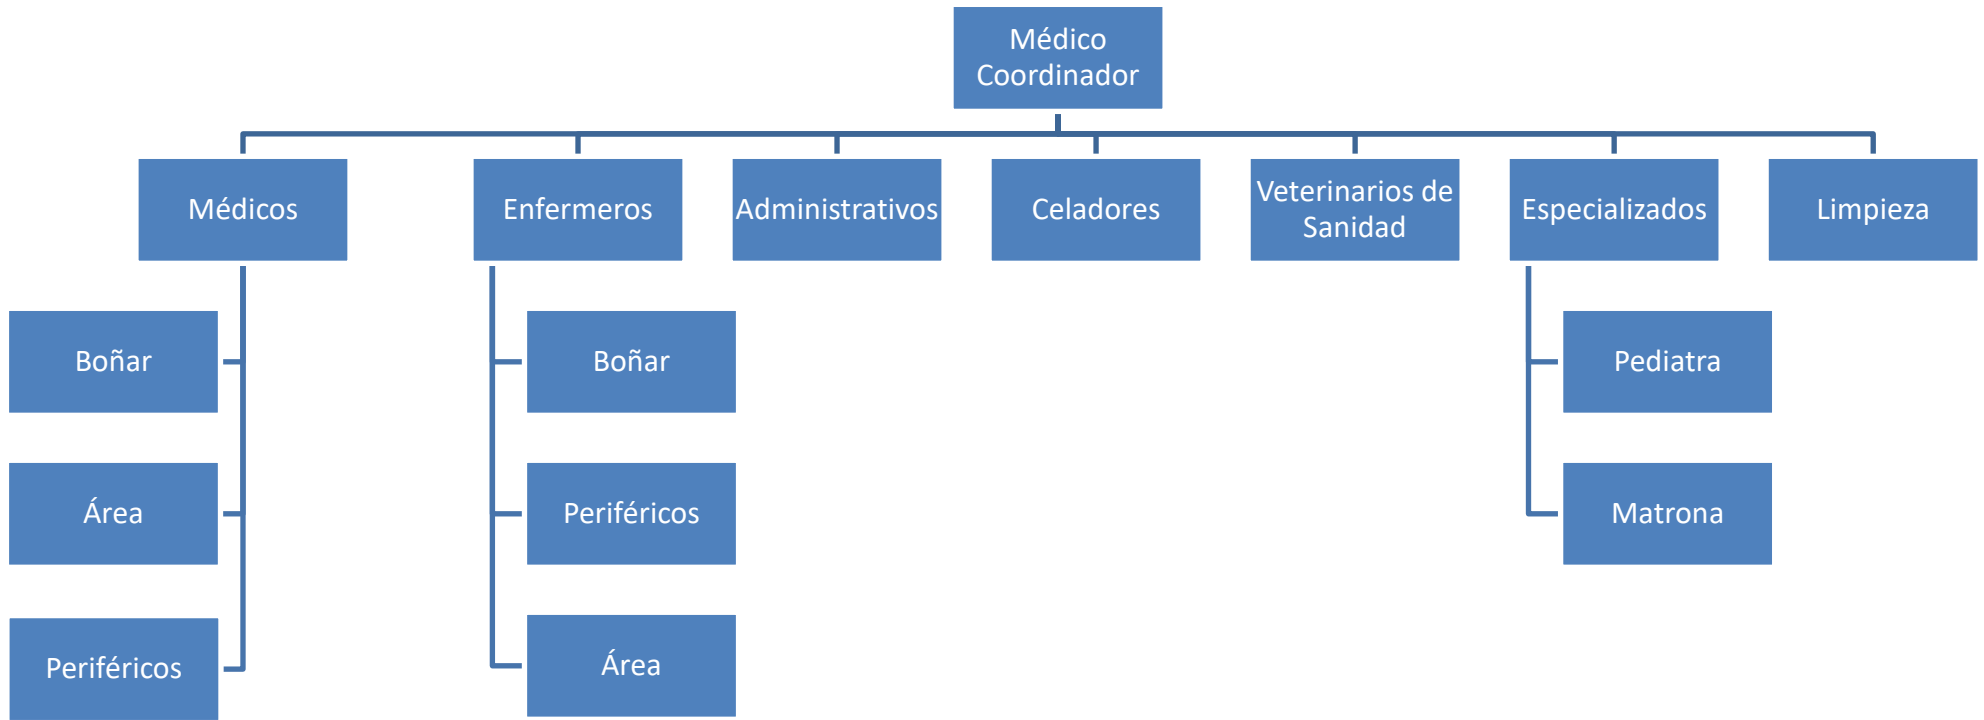 Médico
Coordinador
Médicos
Enfermeros
Administrativos
Celadores
Veterinarios de
Sanidad
Especializados
Limpieza
Boñar
Boñar
Pediatra
Área
Periféricos
Matrona
Periféricos
Área